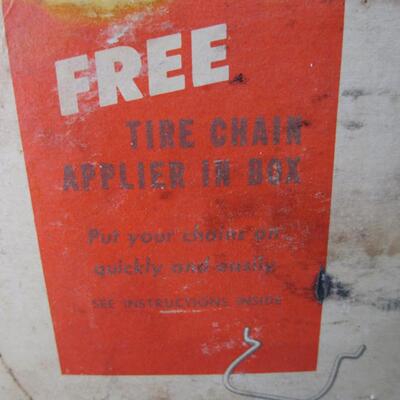 FREE
TIRE CHAIN
APPLIER IN BOX
Put your chains on
quickly and easily
SEE INSTRUCTIONS INSIDE